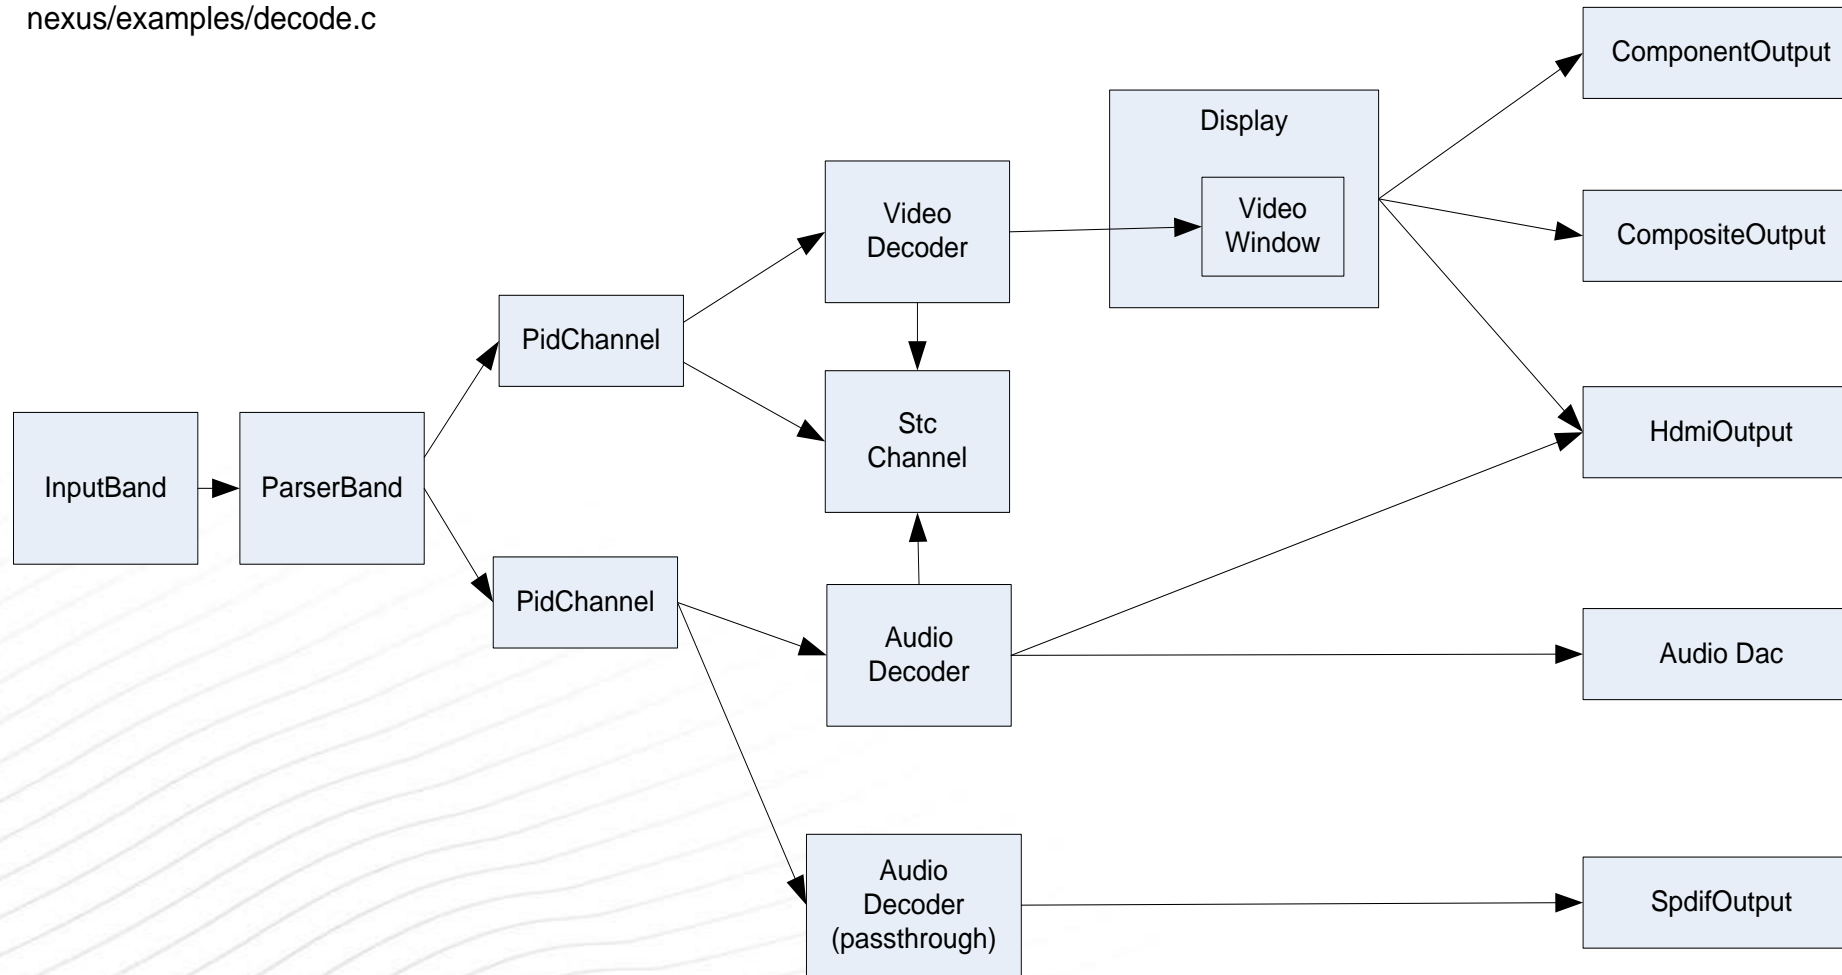 nexus/examples/decode.c
ComponentOutput
Display
Video
Window
Video
Decoder
CompositeOutput
PidChannel
Stc
Channel
HdmiOutput
InputBand
ParserBand
PidChannel
Audio
Decoder
Audio Dac
Audio
Decoder
(passthrough)
SpdifOutput